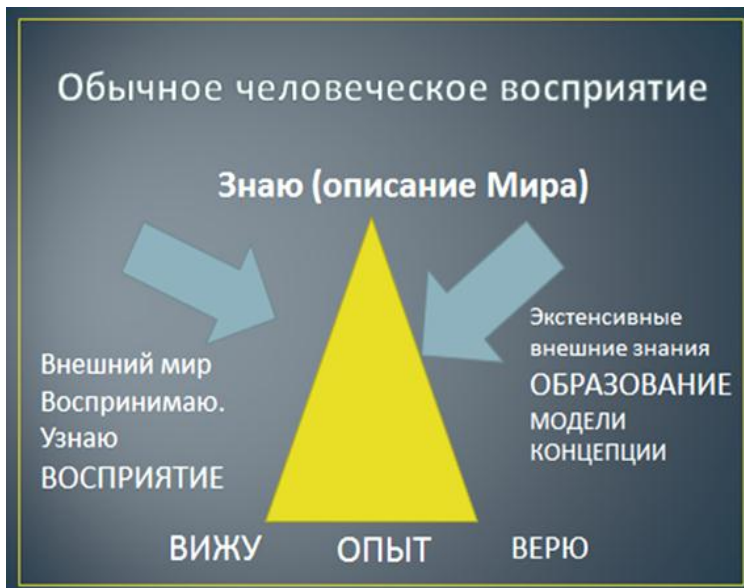 Обычное человеческое восприятие
Знаю (описание Мира)
Внешний мир
Воспринимаю.
Узнаю
ВОСПРИЯТИЕ
Экстенсивные
внешние знания
ОБРАЗОВАНИЕ
МОДЕЛИ
КОНЦЕПЦИИ
ВИЖУ ОПЫТ ВЕРЮ